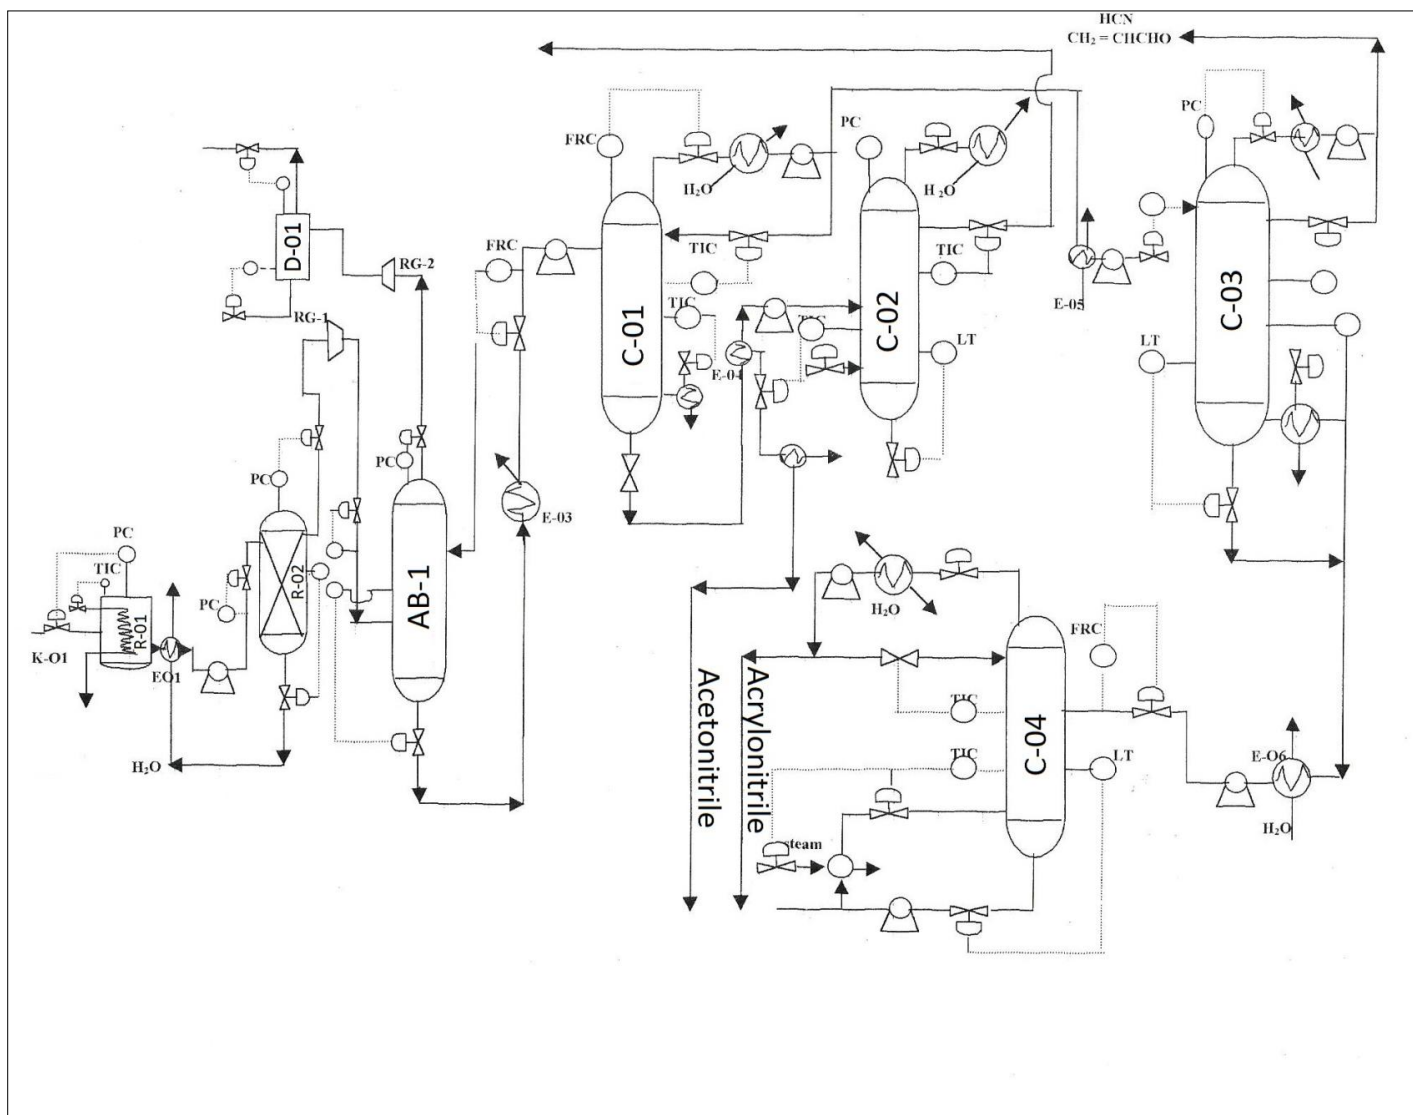 HCN
CH₂ = CHCHO
PC
FRC
PC
H₂O
H₂O
D-01
RG-2
FRC
TIC
TIC
RG-1
TIC
C-01
C-02
C-03
E-05
E-04
LT
LT
PC
PC
E-03
PC
TIC
R-02
PC
AB-1
R-01
K-O1
EO1
H₂O
H₂O
FRC
TIC
TIC
C-04
LT
E-O6
H₂O
steam
Acetonitrile
Acrylonitrile